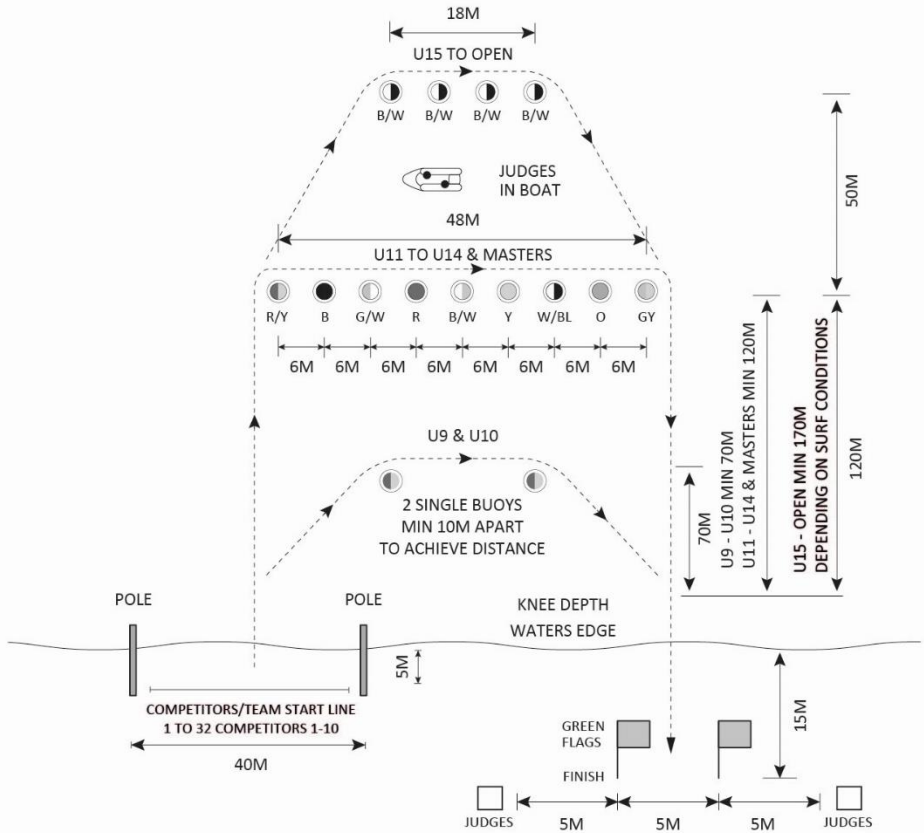 18M
U15 TO OPEN
B/W B/W B/W B/W
JUDGES
IN BOAT
50M
48M
U11 TO U14 & MASTERS
R/Y B G/W R B/W Y W/BL O GY
6M 6M 6M 6M 6M 6M 6M 6M
U9 & U10
2 SINGLE BUOYS
MIN 10M APART
TO ACHIEVE DISTANCE
70M
U9 - U10 MIN 70M
U11 - U14 & MASTERS MIN 120M
U15 - OPEN MIN 170M
DEPENDING ON SURF CONDITIONS
120M
POLE POLE
KNEE DEPTH
WATERS EDGE
5M
COMPETITORS/TEAM START LINE
1 TO 32 COMPETITORS 1-10
40M
15M
GREEN
FLAGS
FINISH
JUDGES 5M 5M 5M JUDGES